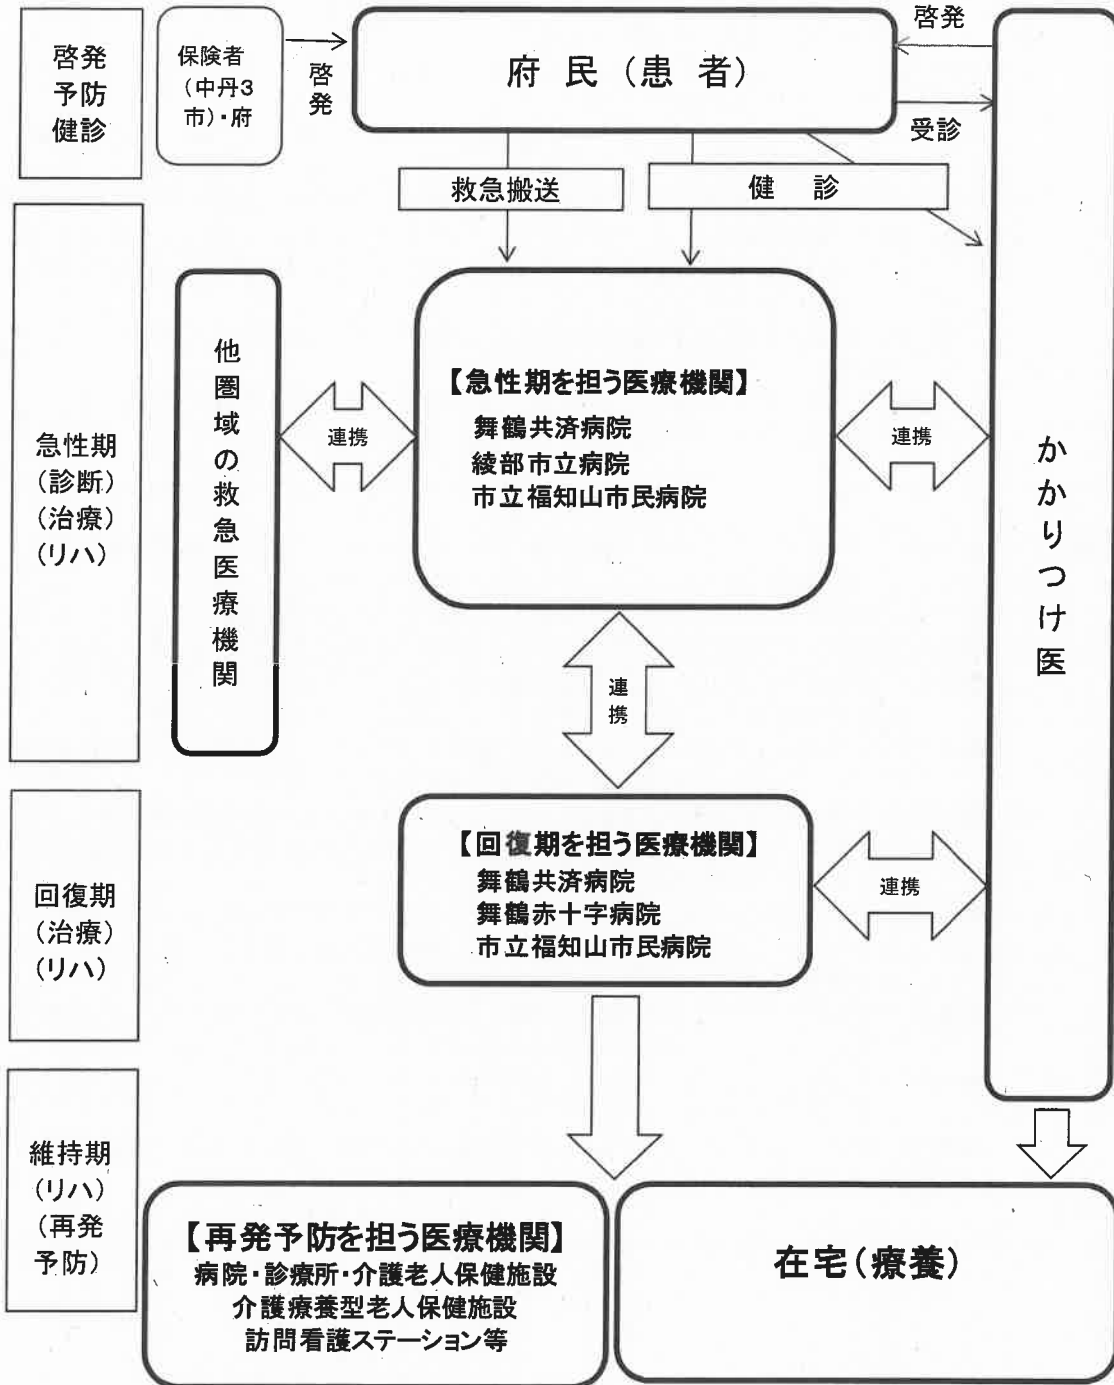 啓発
予防
健診
保険者
(中丹3
市)・府
啓発
府民(患者)
啓発
受診
救急搬送
健診
急性期
(診断)
(治療)
(リハ)
他圏域の救急医療機関
連携
【急性期を担う医療機関】
舞鶴共済病院
綾部市立病院
市立福知山市民病院
連携
かかりつけ医
連携
回復期
(治療)
(リハ)
【回復期を担う医療機関】
舞鶴共済病院
舞鶴赤十字病院
市立福知山市民病院
連携
維持期
(リハ)
(再発
予防)
【再発予防を担う医療機関】
病院・診療所・介護老人保健施設
介護療養型老人保健施設
訪問看護ステーション等
在宅(療養)